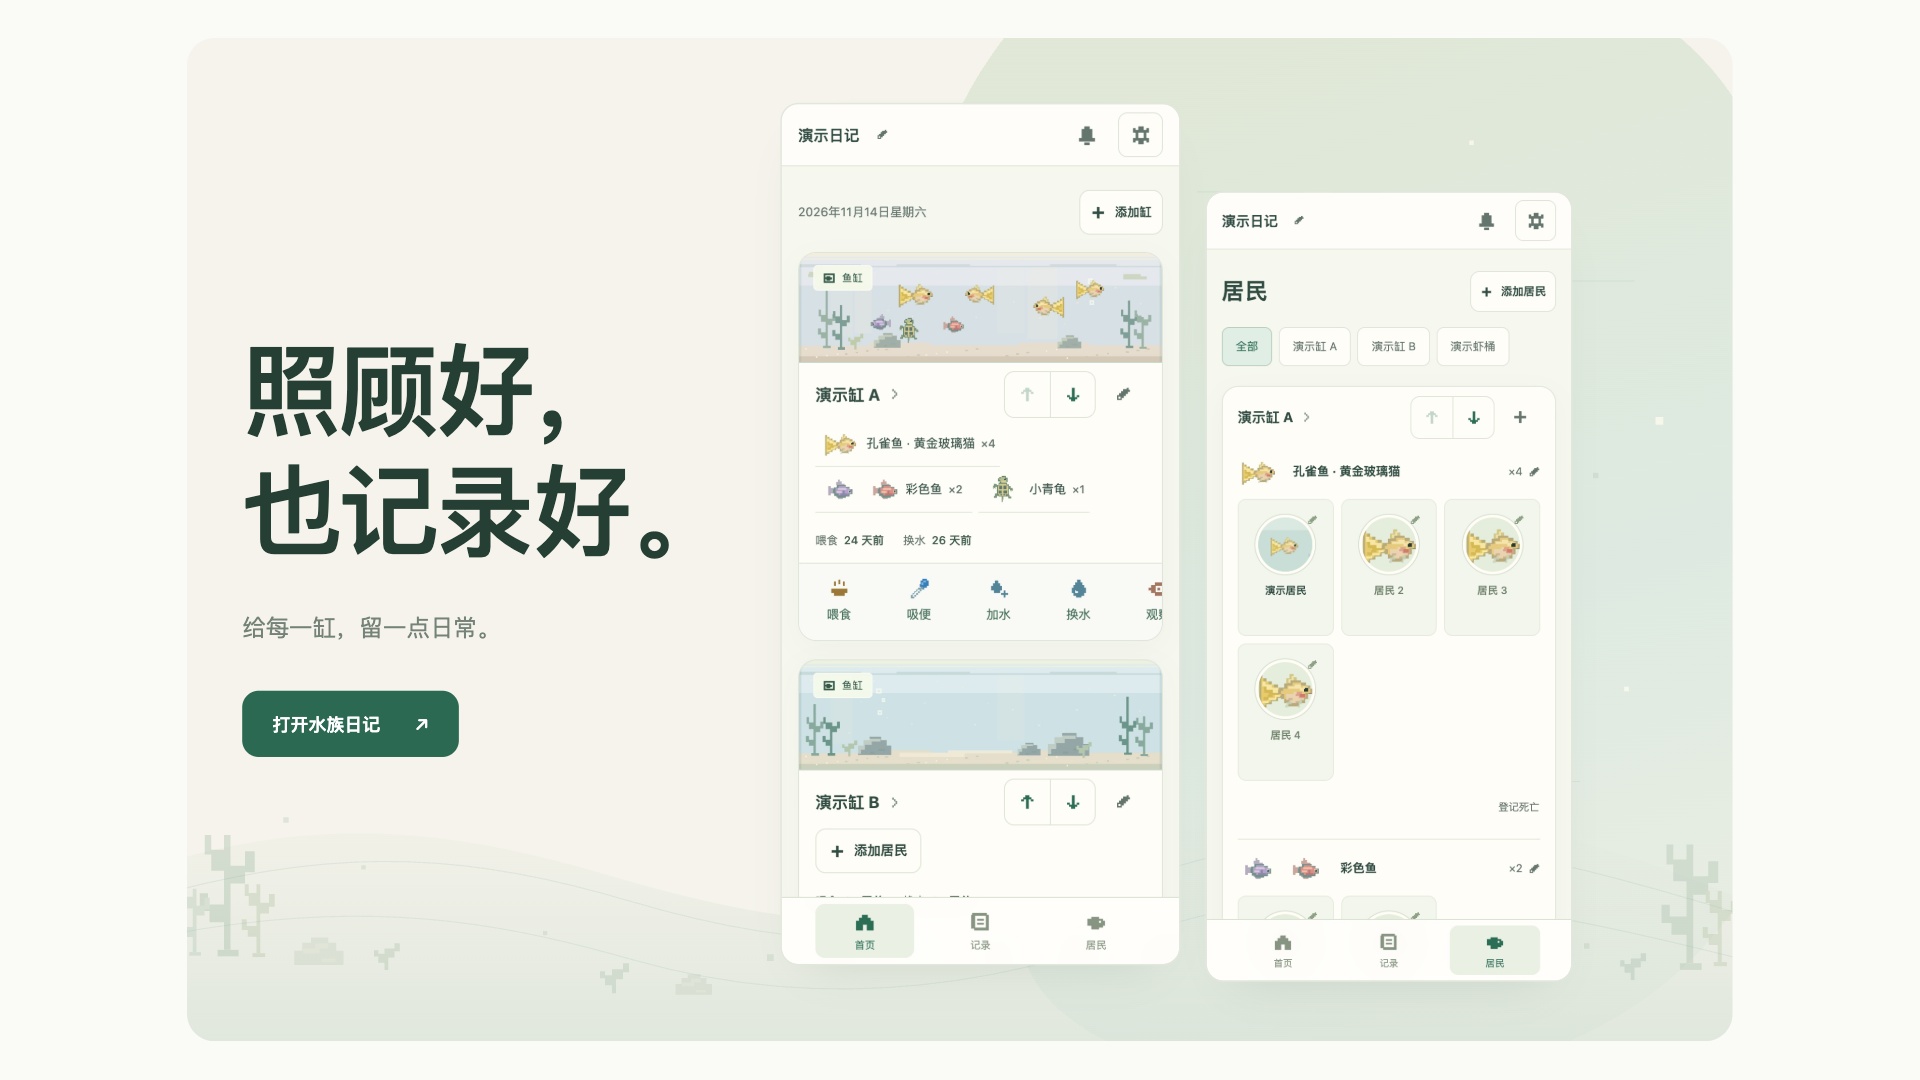 照顾好，
也记录好。
给每一缸，留一点日常。
打开水族日记
演示日记
2026年11月14日星期六
添加缸
鱼缸
演示缸 A
孔雀鱼 · 黄金玻璃猫 ×4
彩色鱼 ×2
小青龟 ×1
喂食 24 天前 换水 26 天前
喂食
吸便
加水
换水
鱼缸
演示缸 B
添加居民
首页
记录
居民
演示日记
居民
添加居民
全部
演示缸 A
演示缸 B
演示虾桶
演示缸 A
孔雀鱼 · 黄金玻璃猫
×4
演示居民
居民 2
居民 3
居民 4
登记死亡
彩色鱼
×2
首页
记录
居民